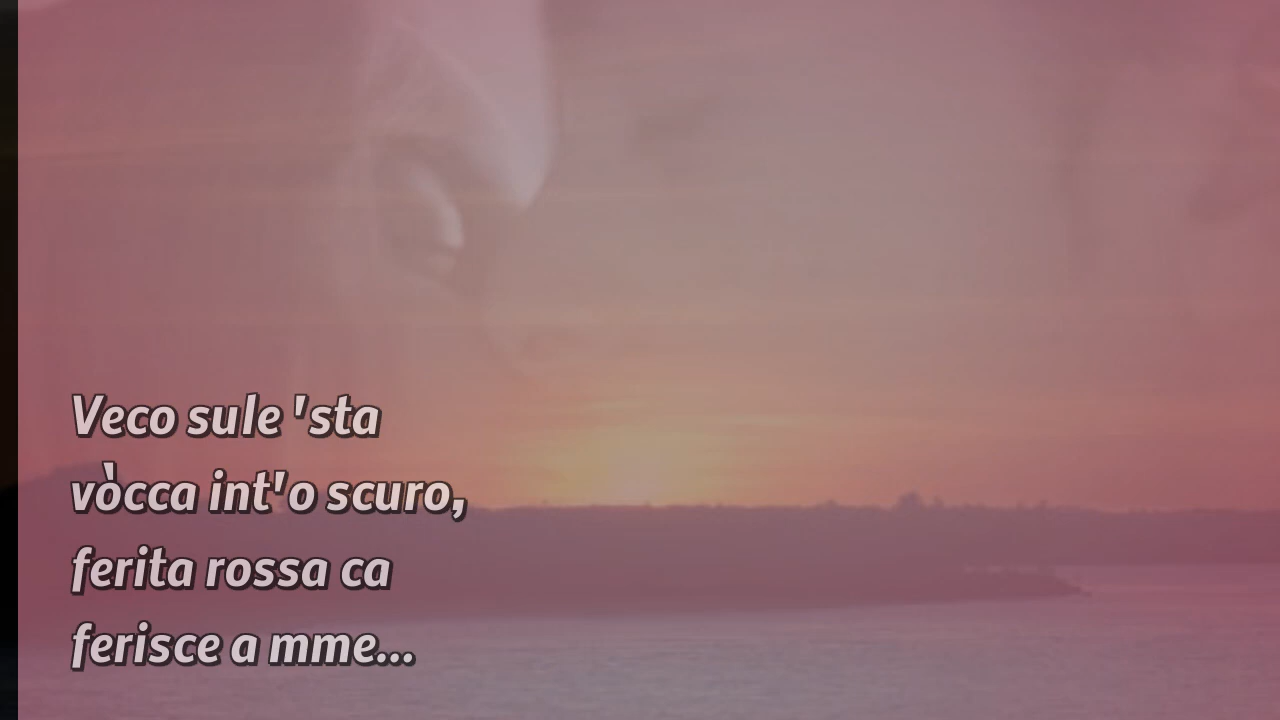 Veco sule 'sta
vòcca int'o scuro,
ferita rossa ca
ferisce a mme...